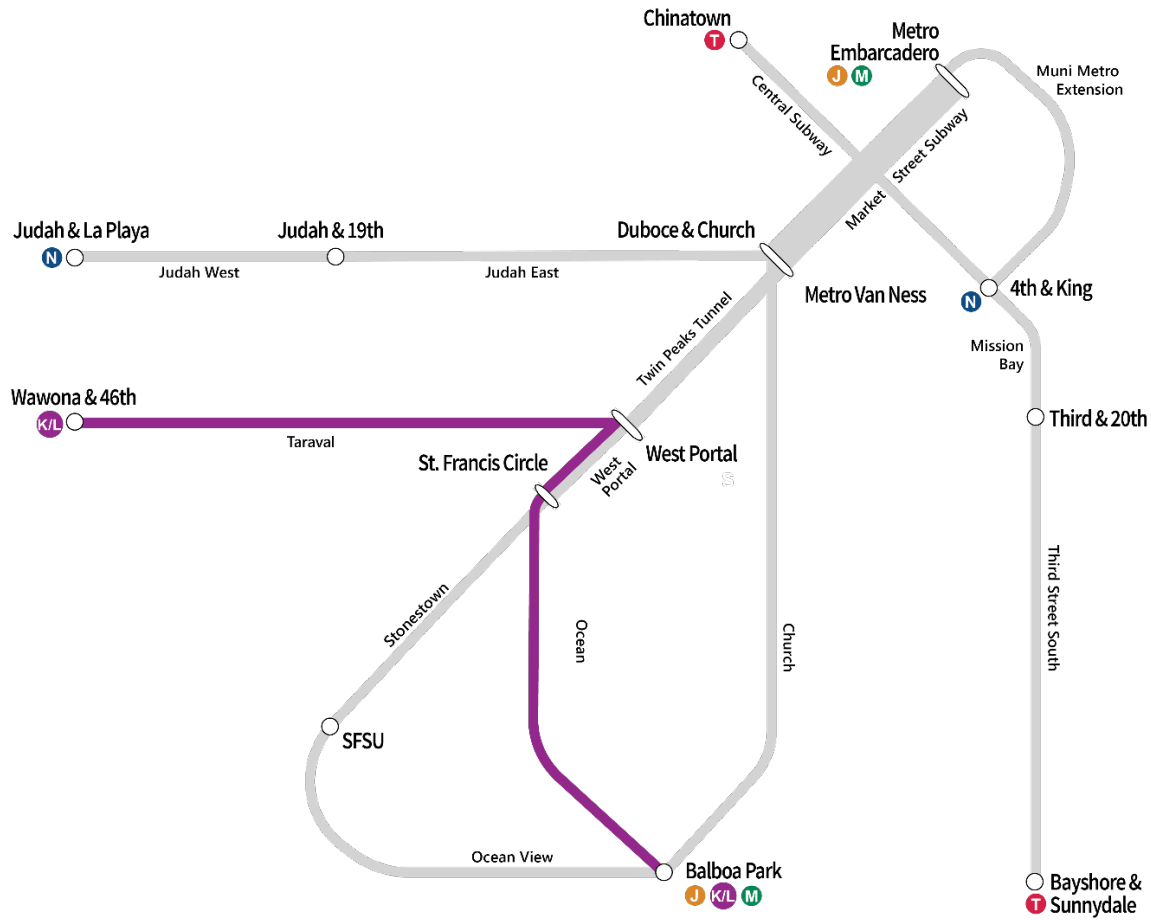 Chinatown
T
Metro
Embarcadero
J M
Muni Metro
Extension
Central Subway
Market Street Subway
Judah & La Playa
N
Judah & 19th
Duboce & Church
Judah West
Judah East
Metro Van Ness
4th & King
N
Mission
Bay
Twin Peaks Tunnel
Wawona & 46th
K/L
Taraval
Third & 20th
St. Francis Circle
West Portal
West
Portal
S
Stonestown
Ocean
Church
Third Street South
SFSU
Ocean View
Balboa Park
J K/L M
Bayshore &
T Sunnydale